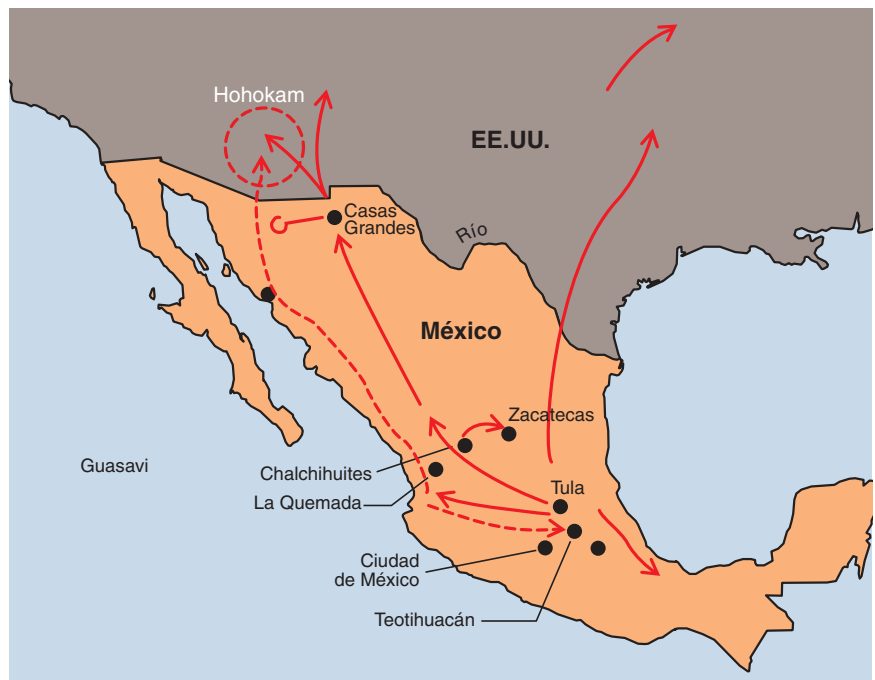 Hohokam
EE.UU.
Casas
Grandes
Río
México
Zacatecas
Guasavi
Chalchihuites
La Quemada
Tula
Ciudad
de México
Teotihuacán